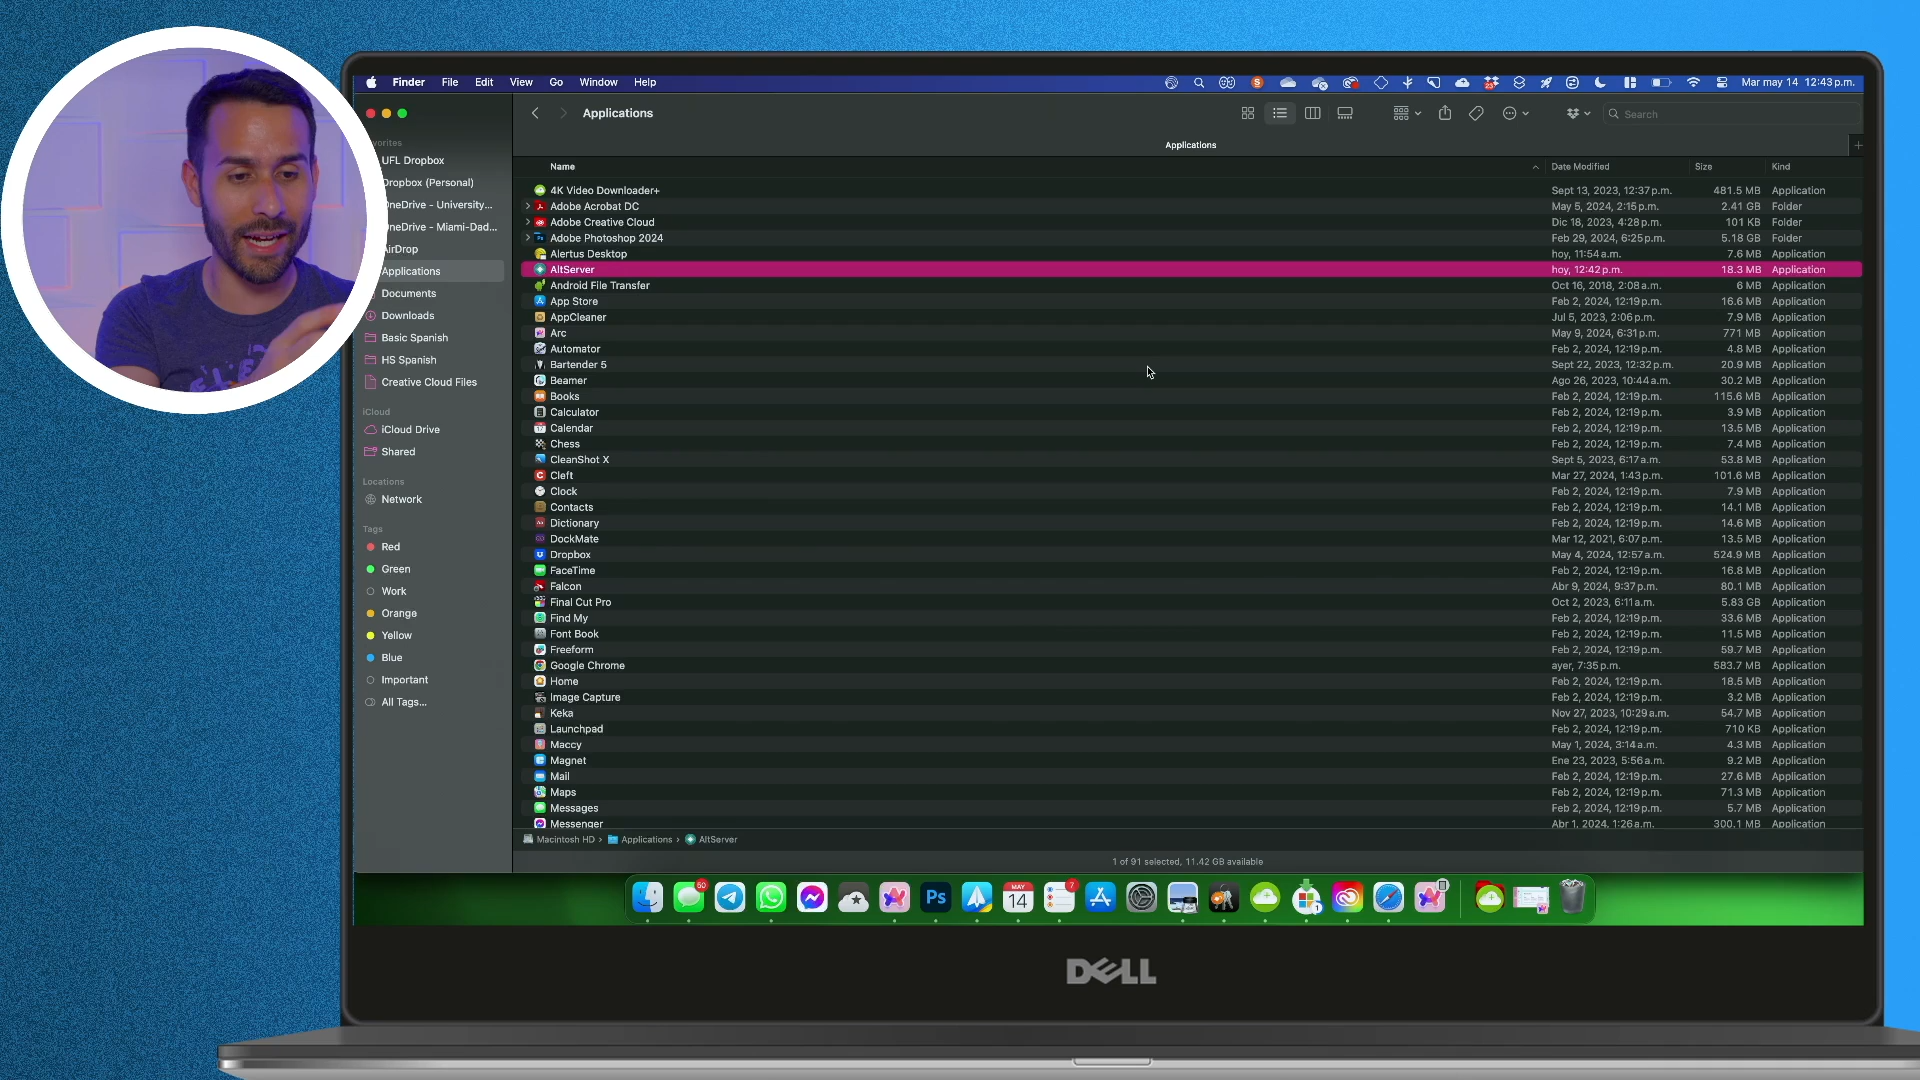 Finder File Edit View Go Window Help
Mar may 14 12:43 p.m.
Applications
Search
Applications
Favorites
UFL Dropbox
Dropbox (Personal)
OneDrive - University...
OneDrive - Miami-Dad...
AirDrop
Applications
Documents
Downloads
Basic Spanish
HS Spanish
Creative Cloud Files
iCloud
iCloud Drive
Shared
Locations
Network
Tags
Red
Green
Work
Orange
Yellow
Blue
Important
All Tags...
Name Date Modified Size Kind
4K Video Downloader+ Sept 13, 2023, 12:37 p.m. 481.5 MB Application
Adobe Acrobat DC May 5, 2024, 2:15 p.m. 2.41 GB Folder
Adobe Creative Cloud Dic 18, 2023, 4:28 p.m. 101 KB Folder
Adobe Photoshop 2024 Feb 29, 2024, 6:25 p.m. 5.18 GB Folder
Alertus Desktop hoy, 11:54 a.m. 7.6 MB Application
AltServer hoy, 12:42 p.m. 18.3 MB Application
Android File Transfer Oct 16, 2018, 2:08 a.m. 6 MB Application
App Store Feb 2, 2024, 12:19 p.m. 16.6 MB Application
AppCleaner Jul 5, 2023, 2:06 p.m. 7.9 MB Application
Arc May 9, 2024, 6:31 p.m. 771 MB Application
Automator Feb 2, 2024, 12:19 p.m. 4.8 MB Application
Bartender 5 Sept 22, 2023, 12:32 p.m. 20.9 MB Application
Beamer Ago 26, 2023, 10:44 a.m. 30.2 MB Application
Books Feb 2, 2024, 12:19 p.m. 115.6 MB Application
Calculator Feb 2, 2024, 12:19 p.m. 3.9 MB Application
Calendar Feb 2, 2024, 12:19 p.m. 13.5 MB Application
Chess Feb 2, 2024, 12:19 p.m. 7.4 MB Application
CleanShot X Sept 5, 2023, 6:17 a.m. 53.8 MB Application
Cleft Mar 27, 2024, 1:43 p.m. 101.6 MB Application
Clock Feb 2, 2024, 12:19 p.m. 7.9 MB Application
Contacts Feb 2, 2024, 12:19 p.m. 14.1 MB Application
Dictionary Feb 2, 2024, 12:19 p.m. 14.6 MB Application
DockMate Mar 12, 2021, 6:07 p.m. 13.5 MB Application
Dropbox May 4, 2024, 12:57 a.m. 524.9 MB Application
FaceTime Feb 2, 2024, 12:19 p.m. 16.8 MB Application
Falcon Abr 9, 2024, 9:37 p.m. 80.1 MB Application
Final Cut Pro Oct 2, 2023, 6:11 a.m. 5.83 GB Application
Find My Feb 2, 2024, 12:19 p.m. 33.6 MB Application
Font Book Feb 2, 2024, 12:19 p.m. 11.5 MB Application
Freeform Feb 2, 2024, 12:19 p.m. 59.7 MB Application
Google Chrome ayer, 7:35 p.m. 583.7 MB Application
Home Feb 2, 2024, 12:19 p.m. 18.5 MB Application
Image Capture Feb 2, 2024, 12:19 p.m. 3.2 MB Application
Keka Nov 27, 2023, 10:29 a.m. 54.7 MB Application
Launchpad Feb 2, 2024, 12:19 p.m. 710 KB Application
Maccy May 1, 2024, 3:14 a.m. 4.3 MB Application
Magnet Ene 23, 2023, 5:56 a.m. 9.2 MB Application
Mail Feb 2, 2024, 12:19 p.m. 27.6 MB Application
Maps Feb 2, 2024, 12:19 p.m. 71.3 MB Application
Messages Feb 2, 2024, 12:19 p.m. 5.7 MB Application
Messenger Abr 1, 2024, 1:26 a.m. 300.1 MB Application
Macintosh HD › Applications › AltServer
1 of 91 selected, 11.42 GB available
60
Ps
MAY
14
7
1
DELL